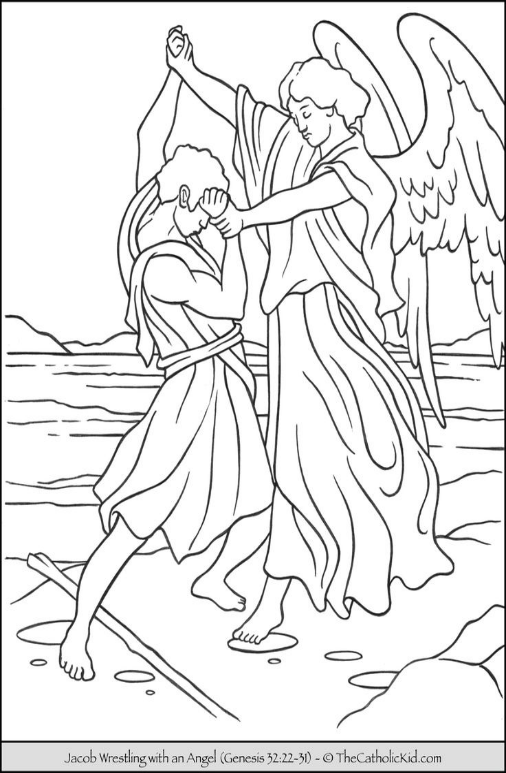 Jacob Wrestling with an Angel (Genesis 32:22-31) - © TheCatholicKid.com